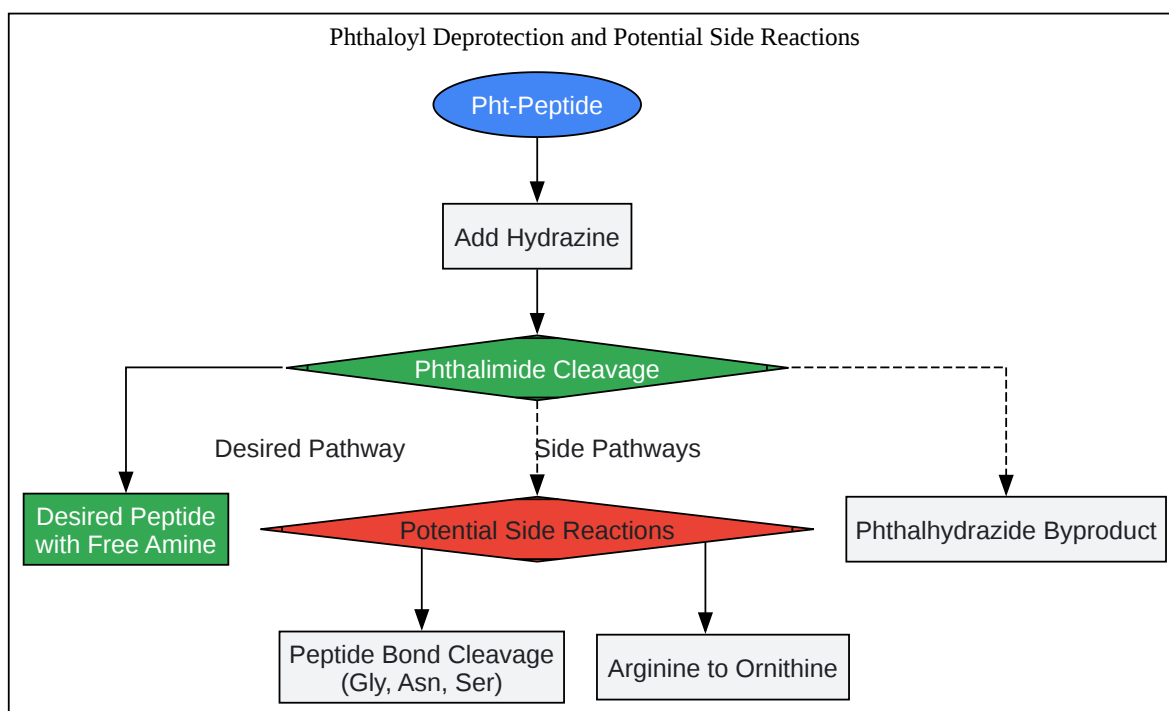 Phthaloyl Deprotection and Potential Side Reactions
Pht-Peptide
Add Hydrazine
Phthalimide Cleavage
Desired Pathway
Side Pathways
Desired Peptide
with Free Amine
Potential Side Reactions
Phthalhydrazide Byproduct
Peptide Bond Cleavage
(Gly, Asn, Ser)
Arginine to Ornithine